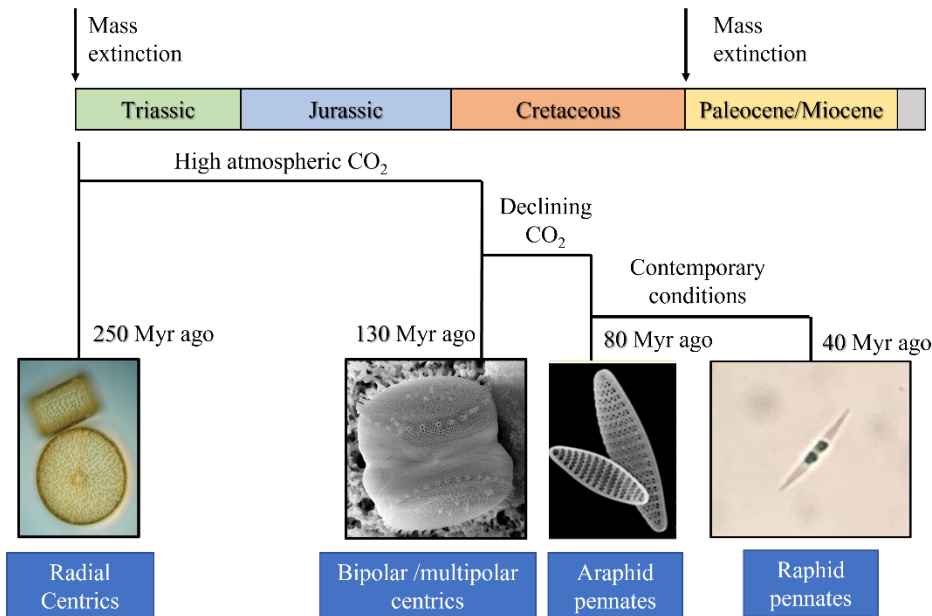 Mass
extinction
Mass
extinction
Triassic
Jurassic
Cretaceous
Paleocene/Miocene
High atmospheric CO₂
Declining
CO₂
Contemporary
conditions
250 Myr ago
130 Myr ago
80 Myr ago
40 Myr ago
Radial
Centrics
Bipolar /multipolar
centrics
Araphid
pennates
Raphid
pennates